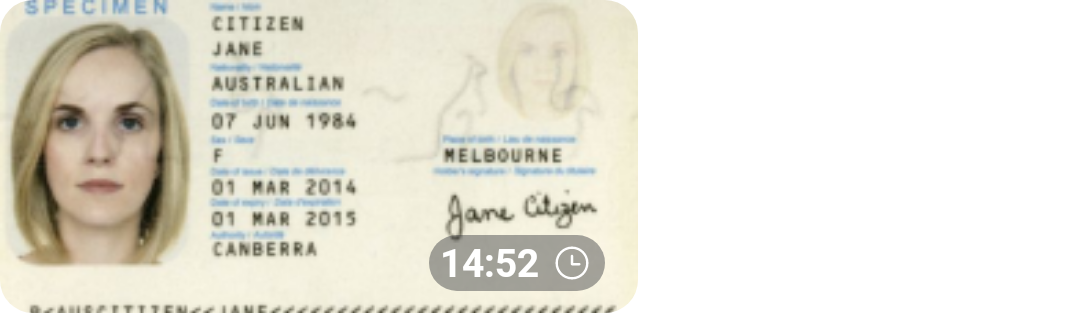 SPECIMEN
Name / Nom
CITIZEN
JANE
Nationality / Nationalité
AUSTRALIAN
Date of birth / Date de naissance
07 JUN 1984
Sex / Sexe
F
Place of birth / Lieu de naissance
MELBOURNE
Date of issue / Date de délivrance
01 MAR 2014
Holder's signature / Signature du titulaire
Jane Citizen
Date of expiry / Date d'expiration
01 MAR 2015
Authority / Autorité
CANBERRA
14:52
P<AUSCITIZEN<<JANE<<<<<<<<<<<<<<<<<<<<<<<<<